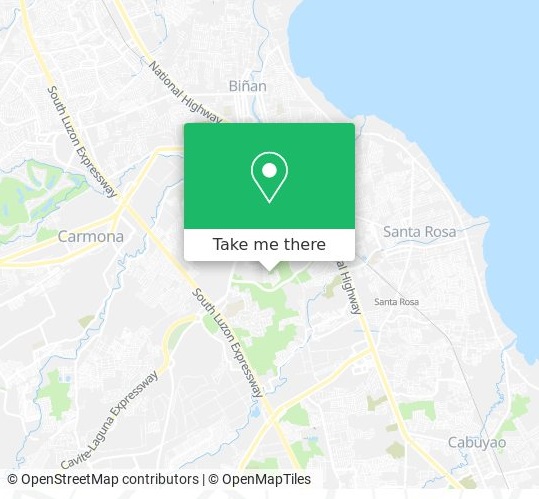 Biñan
National Highway
South Luzon Expressway
Take me there
Carmona
Santa Rosa
al Highway
Santa Rosa
South Luzon Expressway
Cavite-Laguna Expressway
Cabuyao
© OpenStreetMap contributors | © OpenMapTiles